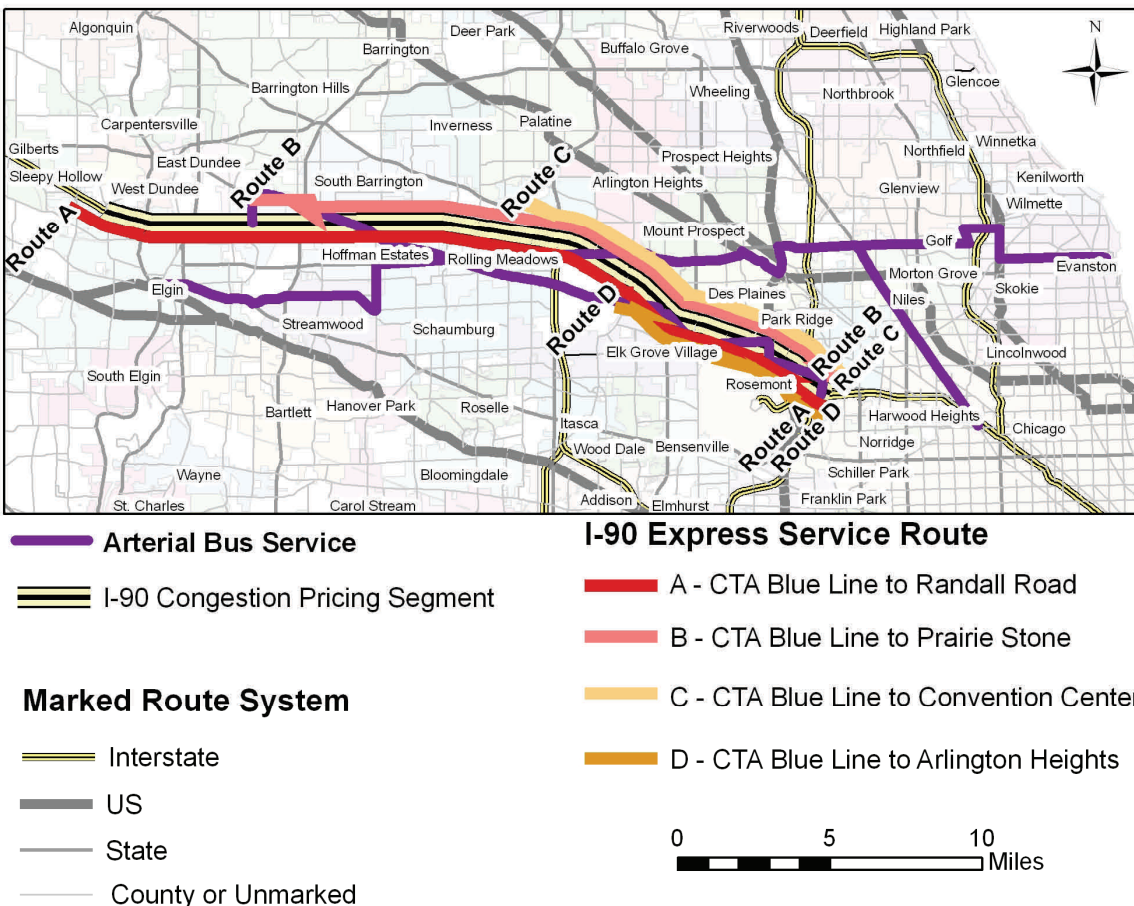 Algonquin
Deer Park
Riverwoods
Deerfield
Highland Park
N
Barrington
Buffalo Grove
Glencoe
Barrington Hills
Wheeling
Northbrook
Carpentersville
Inverness
Palatine
Winnetka
Gilberts
East Dundee
Route B
Route C
Prospect Heights
Northfield
Kenilworth
Sleepy Hollow
West Dundee
South Barrington
Arlington Heights
Glenview
Wilmette
Route A
Mount Prospect
Golf
Hoffman Estates
Rolling Meadows
Evanston
Morton Grove
Elgin
Route D
Des Plaines
Niles
Skokie
Streamwood
Schaumburg
Park Ridge
Route B
Route C
Elk Grove Village
Lincolnwood
South Elgin
Rosemont
Bartlett
Hanover Park
Roselle
Itasca
Route A
Route D
Harwood Heights
Chicago
Wood Dale
Bensenville
Norridge
Wayne
Bloomingdale
Schiller Park
St. Charles
Carol Stream
Addison
Elmhurst
Franklin Park
Arterial Bus Service
I-90 Congestion Pricing Segment
Marked Route System
Interstate
US
State
County or Unmarked
I-90 Express Service Route
A - CTA Blue Line to Randall Road
B - CTA Blue Line to Prairie Stone
C - CTA Blue Line to Convention Center
D - CTA Blue Line to Arlington Heights
0 5 10
Miles